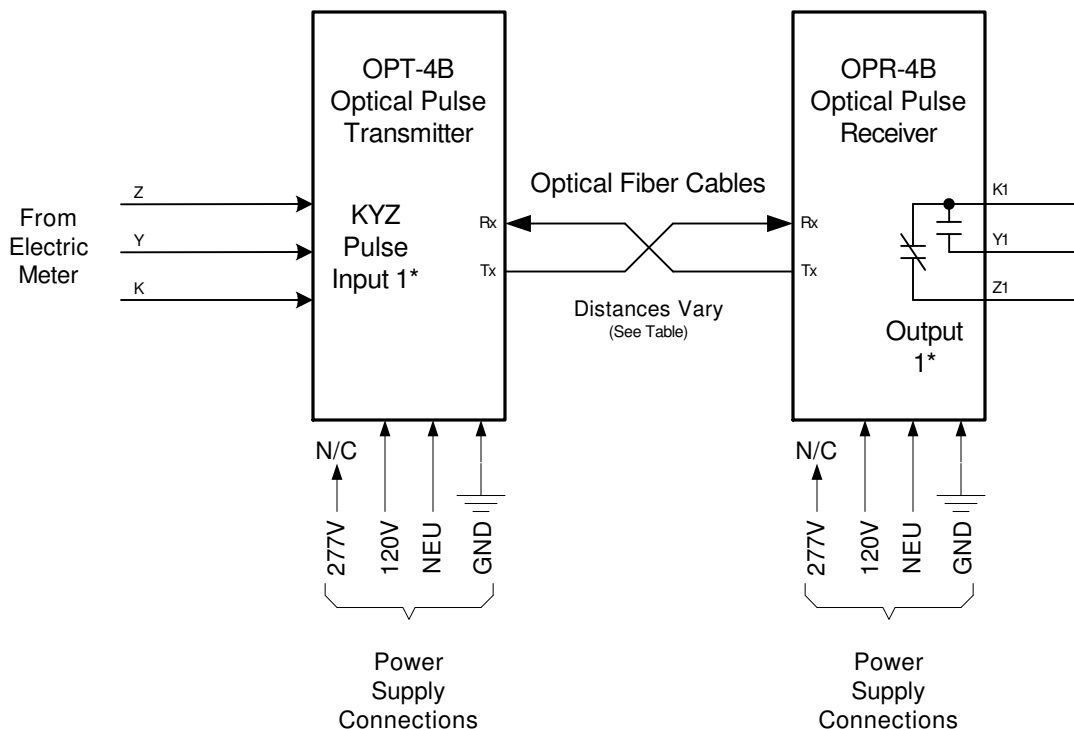 OPT-4B
Optical Pulse
Transmitter
KYZ
Pulse
Input 1*
Rx
Tx
From
Electric
Meter
Z
Y
K
Optical Fiber Cables
Distances Vary
(See Table)
OPR-4B
Optical Pulse
Receiver
Rx
Tx
Output
1*
K1
Y1
Z1
N/C
277V
120V
NEU
GND
Power
Supply
Connections
N/C
277V
120V
NEU
GND
Power
Supply
Connections